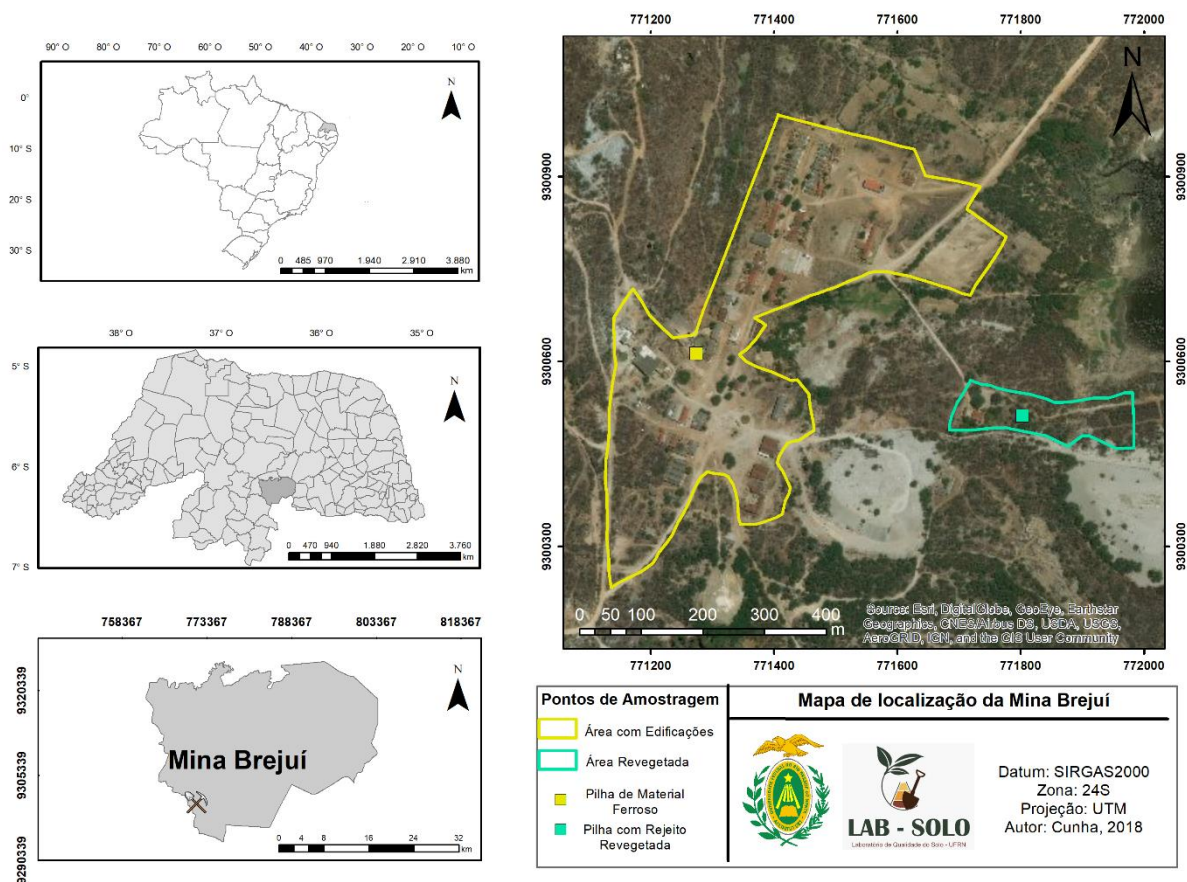 90° O 80° O 70° O 60° O 50° O 40° O 30° O 20° O 10° O
N
0°
10° S
20° S
30° S
0 485 970 1.940 2.910 3.880
km
38° O 37° O 36° O 35° O
5° S
N
6° S
7° S
0 470 940 1.880 2.820 3.760
km
758367 773367 788367 803367 818367
9320339
N
Mina Brejuí
9305339
9290339
0 4 8 16 24 32
km
771200 771400 771600 771800 772000
N
9300900 9300900
9300600 9300600
9300300 9300300
0 50 100 200 300 400
m
Source: Esri, DigitalGlobe, GeoEye, Earthstar
Geographics, CNES/Airbus DS, USDA, USGS,
AeroGRID, IGN, and the GIS User Community
771200 771400 771600 771800 772000
Pontos de Amostragem
Área com Edificações
Área Revegetada
Pilha de Material
Ferroso
Pilha com Rejeito
Revegetada
Mapa de localização da Mina Brejuí
LAB - SOLO
Laboratório de Qualidade do Solo - UFRN
Datum: SIRGAS2000
Zona: 24S
Projeção: UTM
Autor: Cunha, 2018